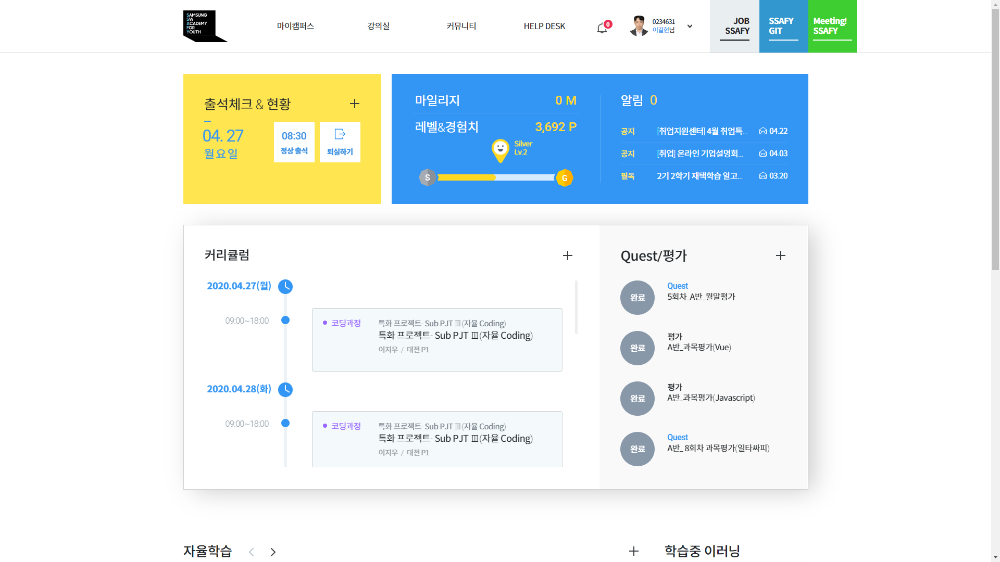 SAMSUNG
SW
ACADEMY
FOR
YOUTH
마이캠퍼스
강의실
커뮤니티
HELP DESK
0
0234631
이길현님
JOB
SSAFY
SSAFY
GIT
Meeting!
SSAFY
출석체크 & 현황
04. 27
월요일
08:30
정상 출석
퇴실하기
마일리지 0 M
레벨&경험치 3,692 P
Silver
Lv.2
S
G
알림 0
공지 [취업지원센터] 4월 취업특... 04.22
공지 [취업] 온라인 기업설명회... 04.03
필독 2기 2학기 재택학습 알고... 03.20
커리큘럼
2020.04.27(월)
09:00~18:00
코딩과정
특화 프로젝트- Sub PJT Ⅲ(자율 Coding)
특화 프로젝트- Sub PJT Ⅲ(자율 Coding)
이지우 / 대전 P1
2020.04.28(화)
09:00~18:00
코딩과정
특화 프로젝트- Sub PJT Ⅲ(자율 Coding)
특화 프로젝트- Sub PJT Ⅲ(자율 Coding)
이지우 / 대전 P1
Quest/평가
완료
Quest
5회차_A반_월말평가
완료
평가
A반_과목평가(Vue)
완료
평가
A반_과목평가(Javascript)
완료
Quest
A반_ 8회차 과목평가(일타싸피)
자율학습
학습중 이러닝